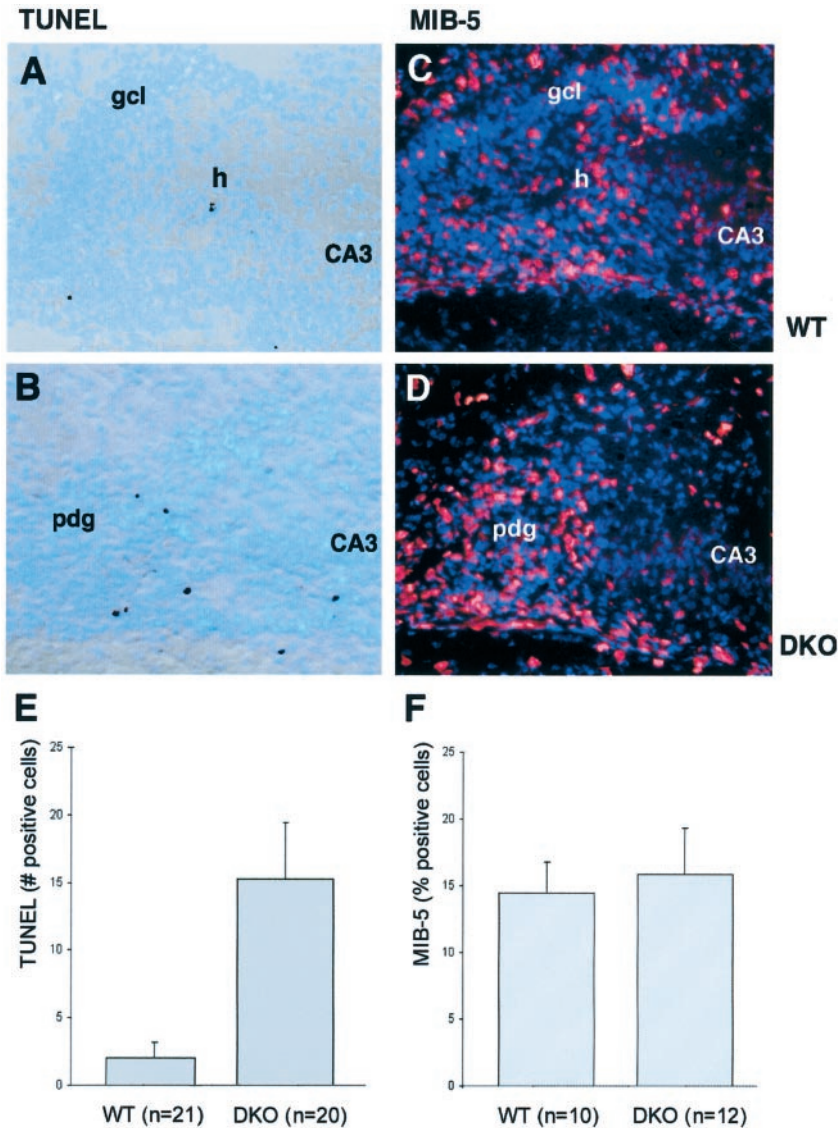 TUNEL MIB-5
A
gcl
h
CA3
C
gcl
h
CA3
WT
B
pdg
CA3
D
pdg
CA3
DKO
E
TUNEL (# positive cells)
25
20
15
10
5
0
WT (n=21) DKO (n=20)
F
MIB-5 (% positive cells)
25
20
15
10
5
0
WT (n=10) DKO (n=12)